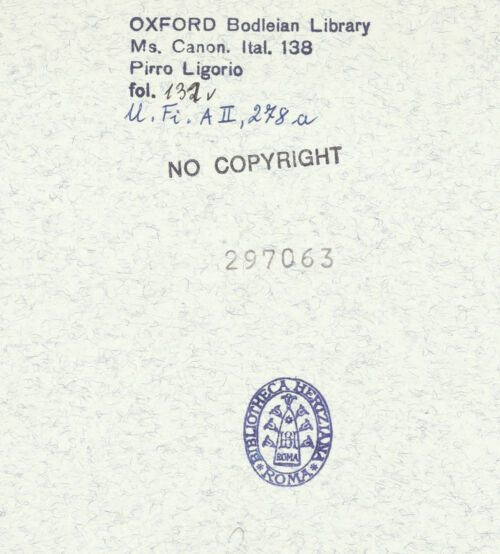 OXFORD Bodleian Library
Ms. Canon. Ital. 138
Pirro Ligorio
fol. 132v
U. Fi. A II, 278 a
NO COPYRIGHT
297063
BIBLIOTHECA HERTZIANA
ROMA
ROMA